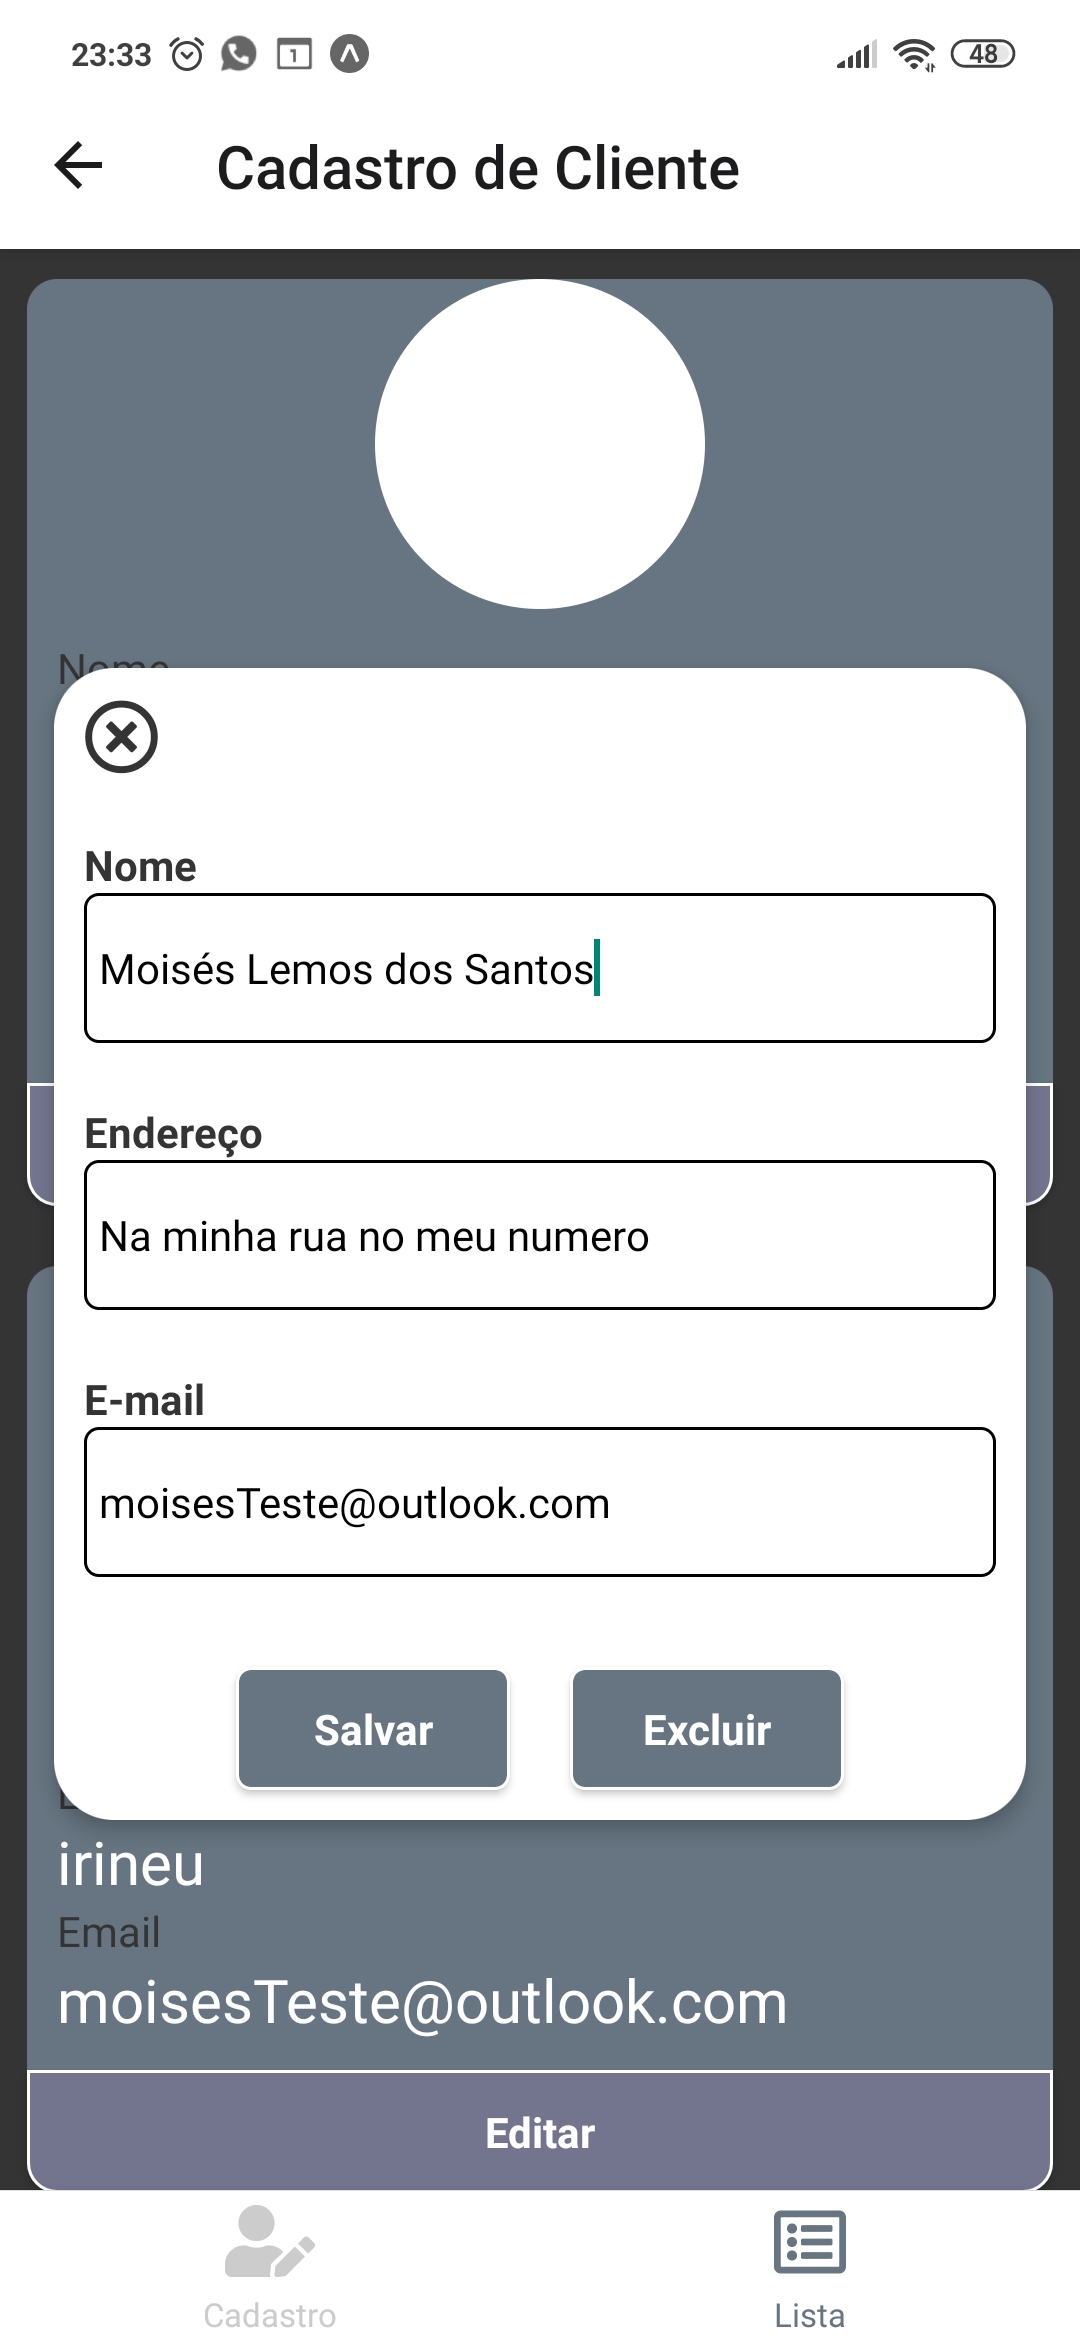 23:33
1
48
Cadastro de Cliente
Nome
Nome
Moisés Lemos dos Santos
Endereço
Na minha rua no meu numero
E-mail
moisesTeste@outlook.com
Salvar
Excluir
irineu
Email
moisesTeste@outlook.com
Editar
Cadastro
Lista